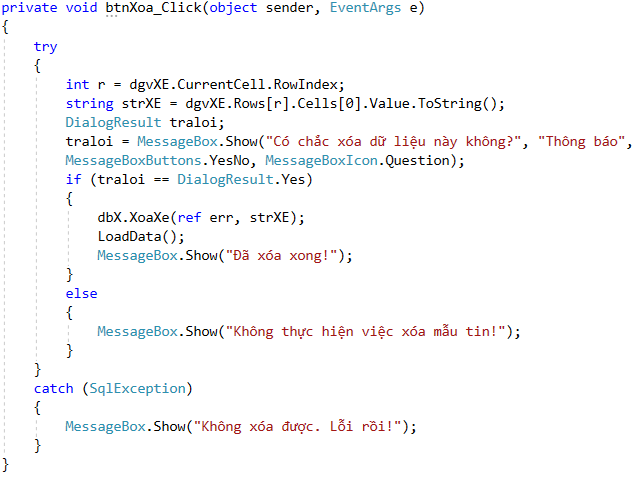 private void btnXoa_Click(object sender, EventArgs e)
{
try
{
int r = dgvXE.CurrentCell.RowIndex;
string strXE = dgvXE.Rows[r].Cells[0].Value.ToString();
DialogResult traloi;
traloi = MessageBox.Show("Có chắc xóa dữ liệu này không?", "Thông báo",
MessageBoxButtons.YesNo, MessageBoxIcon.Question);
if (traloi == DialogResult.Yes)
{
dbX.XoaXe(ref err, strXE);
LoadData();
MessageBox.Show("Đã xóa xong!");
}
else
{
MessageBox.Show("Không thực hiện việc xóa mẫu tin!");
}
}
catch (SqlException)
{
MessageBox.Show("Không xóa được. Lỗi rồi!");
}
}